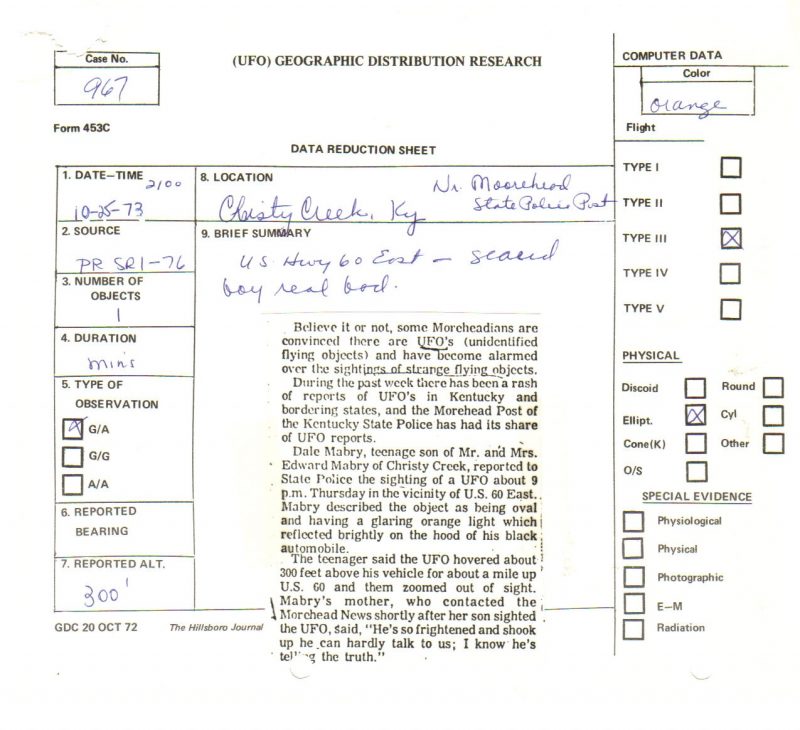 Case No.
967
(UFO) GEOGRAPHIC DISTRIBUTION RESEARCH
COMPUTER DATA
Color
orange
Form 453C
Flight
DATA REDUCTION SHEET
1. DATE—TIME
2100
10-25-73
8. LOCATION
Nr. Moorehead
State Police Post
Christy Creek, Ky
2. SOURCE
PR SR1-76
9. BRIEF SUMMARY
U.S. Hwy 60 East — scared
boy real bad.
3. NUMBER OF
OBJECTS
1
4. DURATION
min's
5. TYPE OF
OBSERVATION
G/A
G/G
A/A
6. REPORTED
BEARING
7. REPORTED ALT.
300'
Believe it or not, some Moreheadians are
convinced there are UFO's (unidentified
flying objects) and have become alarmed
over the sightings of strange flying objects.
During the past week there has been a rash
of reports of UFO's in Kentucky and
bordering states, and the Morehead Post of
the Kentucky State Police has had its share
of UFO reports.
Dale Mabry, teenage son of Mr. and Mrs.
Edward Mabry of Christy Creek, reported to
State Police the sighting of a UFO about 9
p.m. Thursday in the vicinity of U.S. 60 East.
Mabry described the object as being oval
and having a glaring orange light which
reflected brightly on the hood of his black
automobile.
The teenager said the UFO hovered about
300 feet above his vehicle for about a mile up
U.S. 60 and them zoomed out of sight.
Mabry's mother, who contacted the
Morehead News shortly after her son sighted
the UFO, said, "He's so frightened and shook
up he can hardly talk to us; I know he's
telling the truth."
GDC 20 OCT 72
The Hillsboro Journal
TYPE I
TYPE II
TYPE III
TYPE IV
TYPE V
PHYSICAL
Discoid
Round
Ellipt.
Cyl
Cone(K)
Other
O/S
SPECIAL EVIDENCE
Physiological
Physical
Photographic
E—M
Radiation